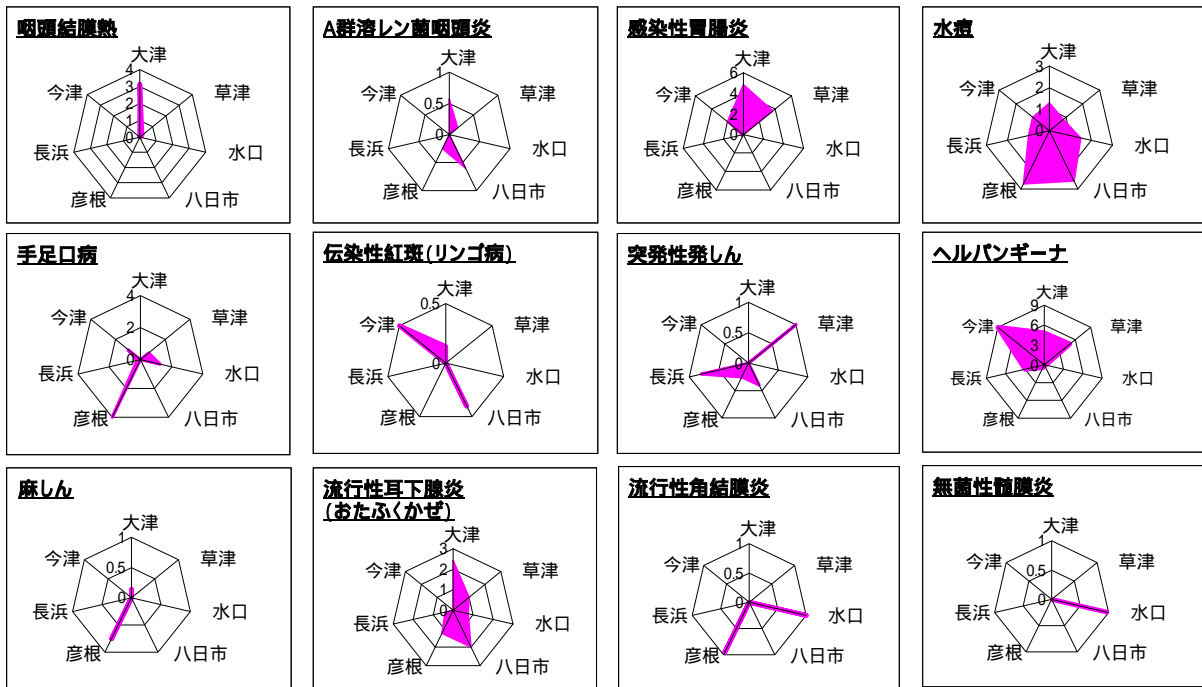 咽頭結膜熱
大津
4
3
2
1
0
草津
水口
八日市
彦根
長浜
今津
A群溶レン菌咽頭炎
大津
1
0.5
0
草津
水口
八日市
彦根
長浜
今津
感染性胃腸炎
大津
6
4
2
0
草津
水口
八日市
彦根
長浜
今津
水痘
大津
3
2
1
0
草津
水口
八日市
彦根
長浜
今津
手足口病
大津
4
2
0
草津
水口
八日市
彦根
長浜
今津
伝染性紅斑(リンゴ病)
大津
0.5
0
草津
水口
八日市
彦根
長浜
今津
突発性発しん
大津
1
0.5
0
草津
水口
八日市
彦根
長浜
今津
ヘルパンギーナ
大津
9
6
3
0
草津
水口
八日市
彦根
長浜
今津
麻しん
大津
1
0.5
0
草津
水口
八日市
彦根
長浜
今津
流行性耳下腺炎
(おたふくかぜ)
大津
3
2
1
0
草津
水口
八日市
彦根
長浜
今津
流行性角結膜炎
大津
1
0.5
0
草津
水口
八日市
彦根
長浜
今津
無菌性髄膜炎
大津
1
0.5
0
草津
水口
八日市
彦根
長浜
今津